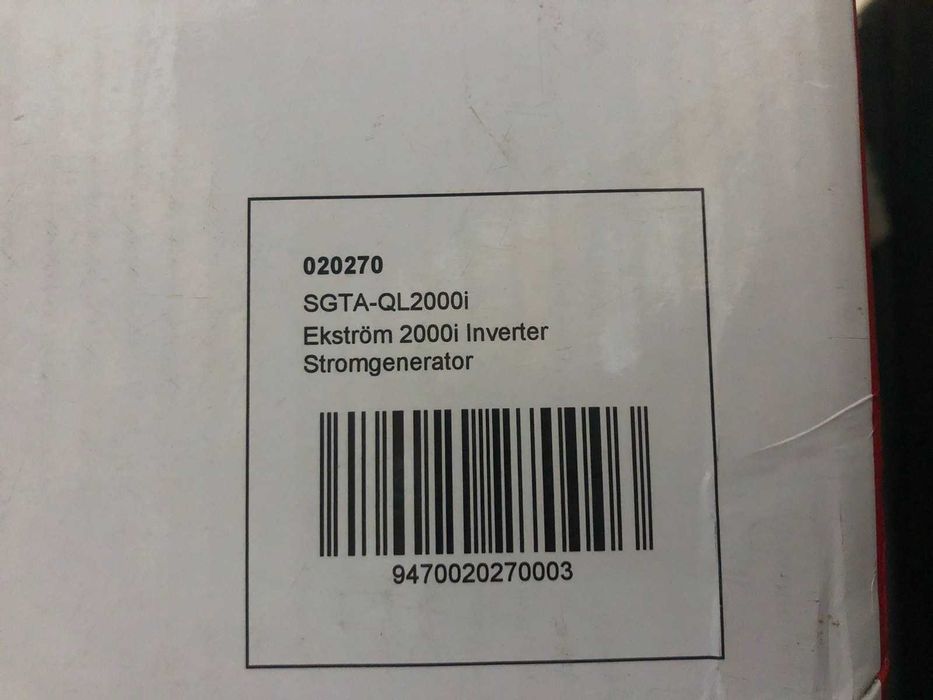 020270
SGTA-QL2000i
Ekström 2000i Inverter
Stromgenerator
9470020270003